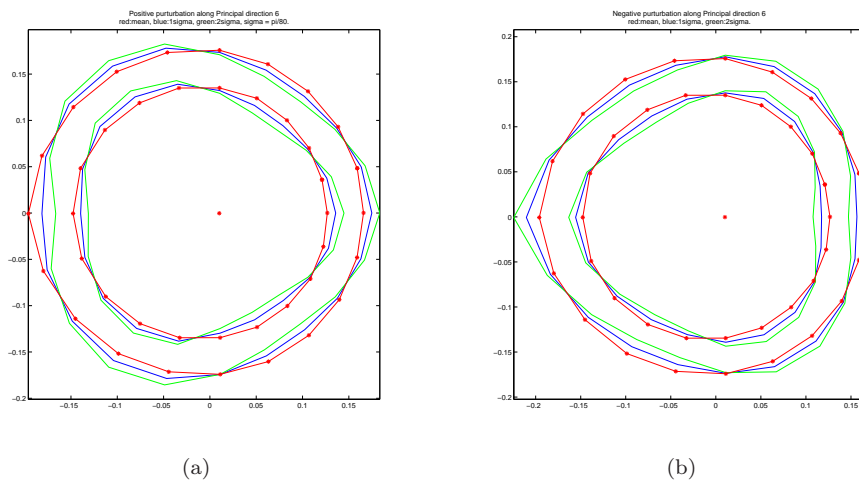 Positive purturbation along Principal direction 6
red:mean, blue:1sigma, green:2sigma, sigma = pi/80.
0.15
0.1
0.05
0
−0.05
−0.1
−0.15
−0.2
−0.15 −0.1 −0.05 0 0.05 0.1 0.15
(a)
Negative purturbation along Principal direction 6
red:mean, blue:1sigma, green:2sigma.
0.2
0.15
0.1
0.05
0
−0.05
−0.1
−0.15
−0.2
−0.2 −0.15 −0.1 −0.05 0 0.05 0.1 0.15
(b)